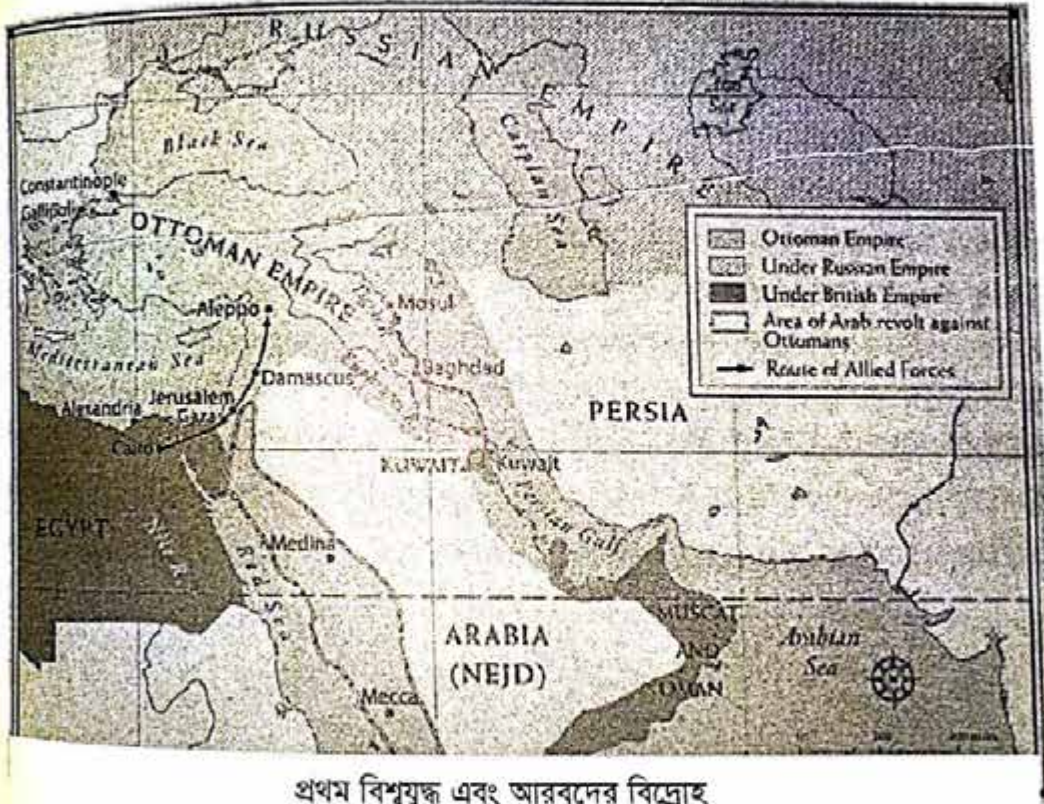 RUSSIAN EMPIRE
Aral Sea
Black Sea
Caspian Sea
Constantinople
Gallipoli
OTTOMAN EMPIRE
Ottoman Empire
Under Russian Empire
Under British Empire
Area of Arab revolt against
Ottomans
Route of Allied Forces
Aleppo
Mosul
Mediterranean Sea
Damascus
Baghdad
Alexandria
Jerusalem
Gaza
Cairo
PERSIA
KUWAIT
Kuwait
Persian Gulf
EGYPT
Nile
Medina
Red Sea
ARABIA
(NEJD)
MUSCAT
AND
OMAN
Arabian
Sea
Mecca
প্রথম বিশ্বযুদ্ধ এবং আরবদের বিদ্রোহ